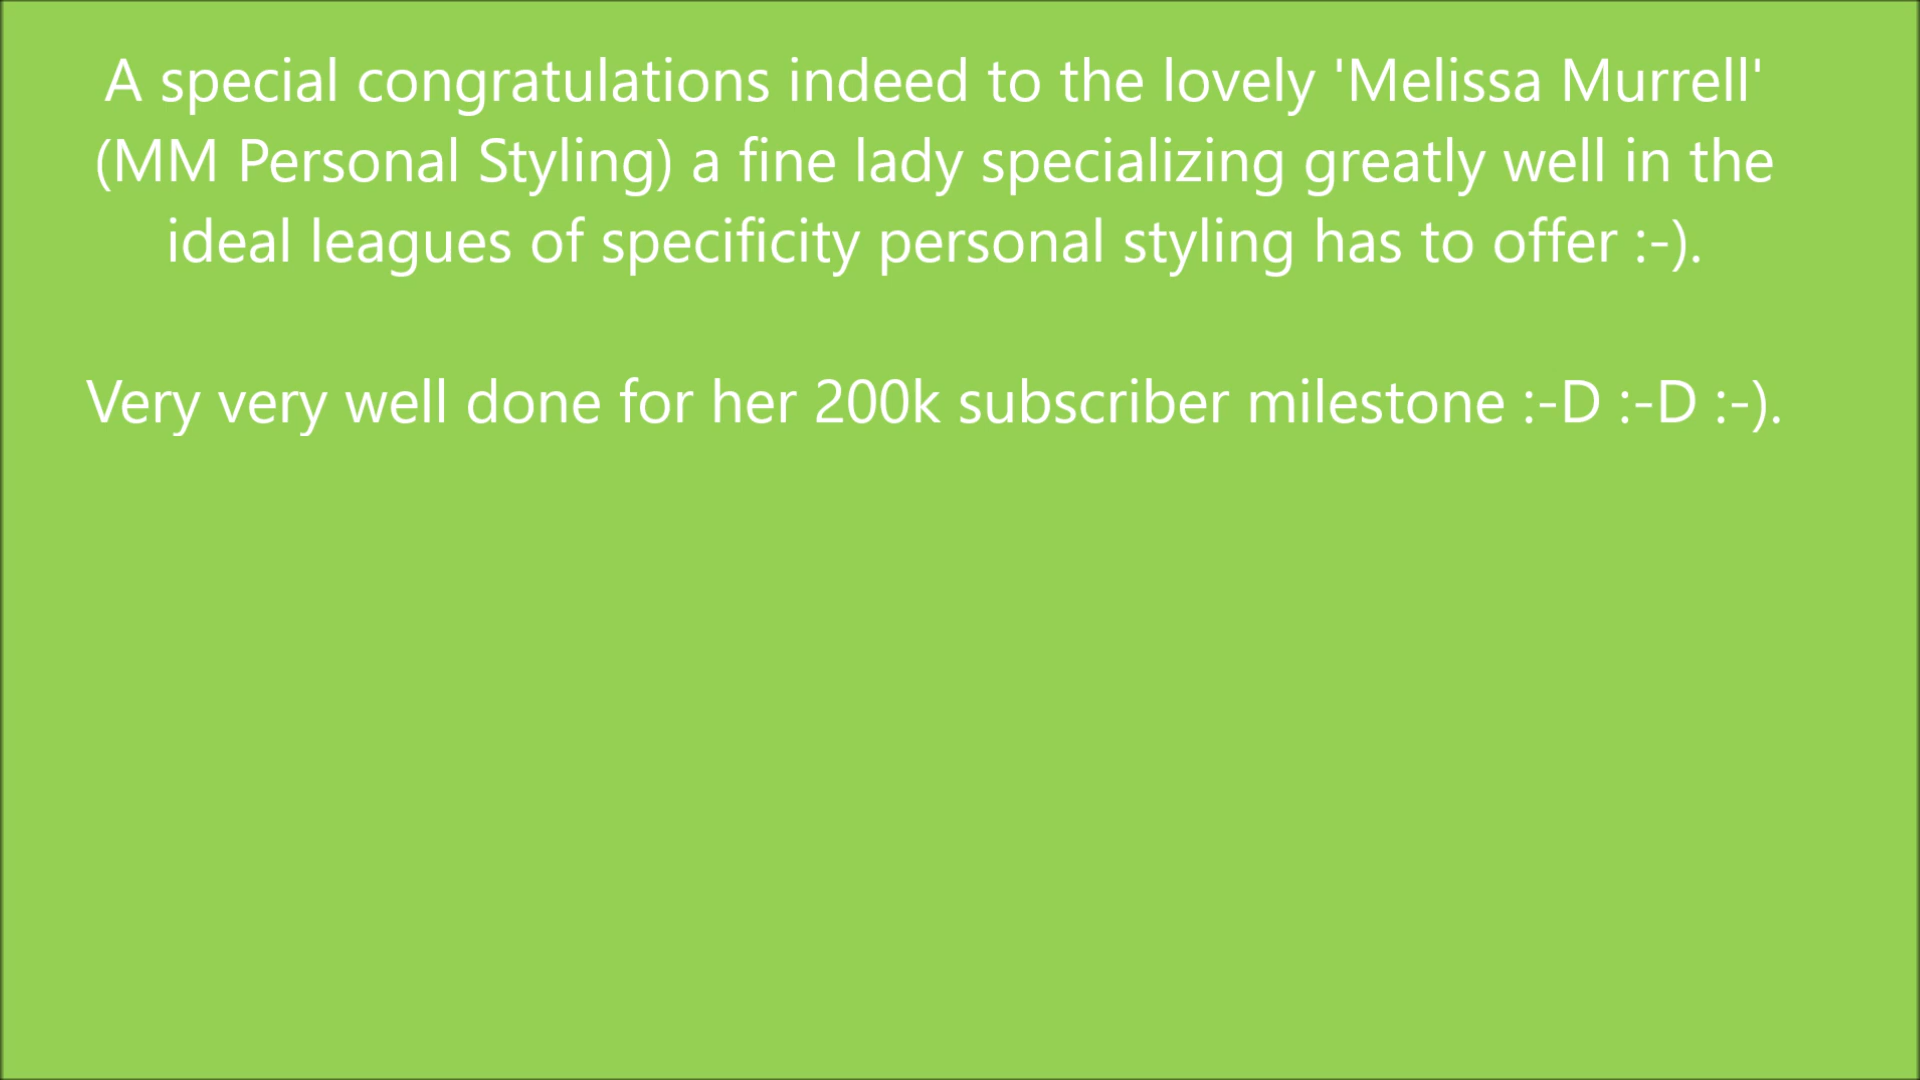 A special congratulations indeed to the lovely 'Melissa Murrell'
(MM Personal Styling) a fine lady specializing greatly well in the
ideal leagues of specificity personal styling has to offer :-).
Very very well done for her 200k subscriber milestone :-D :-D :-).